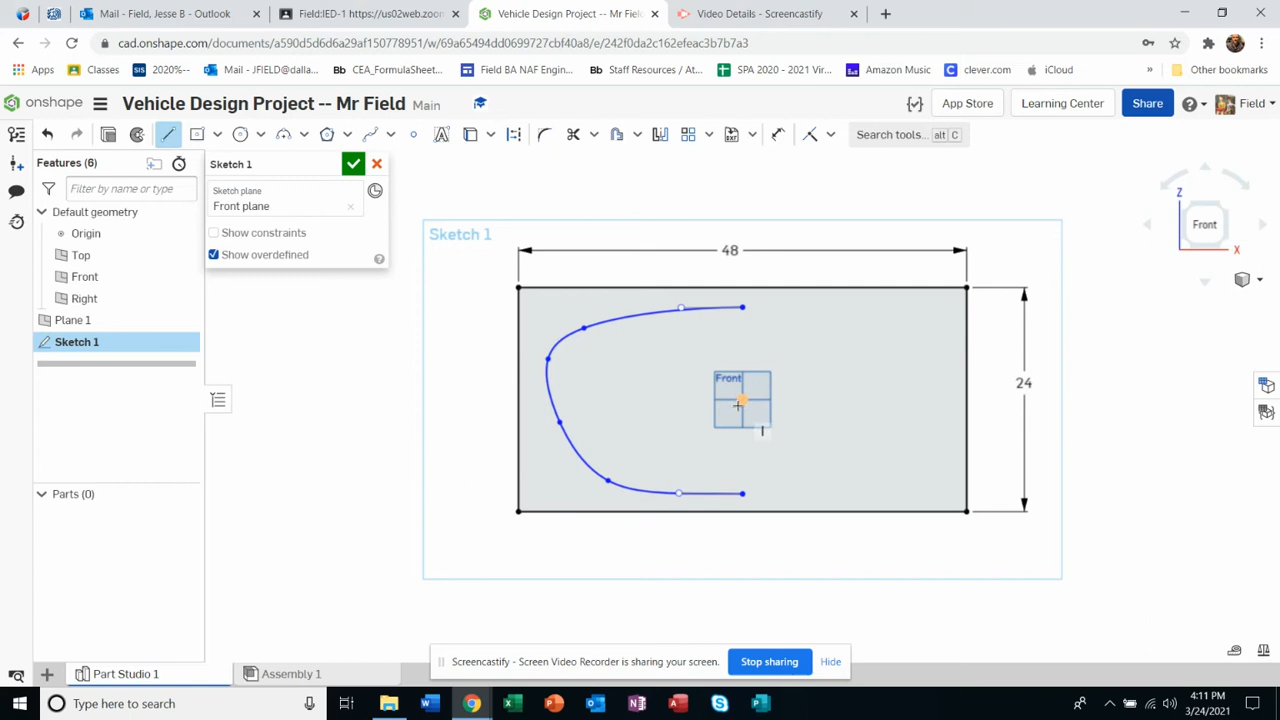 Mail - Field, Jesse B - Outlook
Field:IED-1 https://us02web.zoom
Vehicle Design Project -- Mr Fiel
Video Details - Screencastify
cad.onshape.com/documents/a590d5d6d6a29af150778951/w/69a65494dd0699727cbf40a8/e/242f0da2c162efeac3b7b7a3
Apps
Classes
SIS 2020%--
Mail - JFIELD@dalla...
Bb CEA_FormulaSheet...
Field BA NAF Engine...
Bb Staff Resources / At...
SPA 2020 - 2021 Vir...
Amazon Music
clever.com
iCloud
»
Other bookmarks
onshape
Vehicle Design Project -- Mr Field
Main
App Store
Learning Center
Share
Field
Search tools...
alt
C
Features (6)
Filter by name or type
Default geometry
Origin
Top
Front
Right
Plane 1
Sketch 1
Sketch 1
Sketch plane
Front plane
Show constraints
Show overdefined
Sketch 1
48
24
Front
Z
Front
X
Parts (0)
Part Studio 1
Assembly 1
Screencastify - Screen Video Recorder is sharing your screen.
Stop sharing
Hide
Type here to search
4:11 PM
3/24/2021